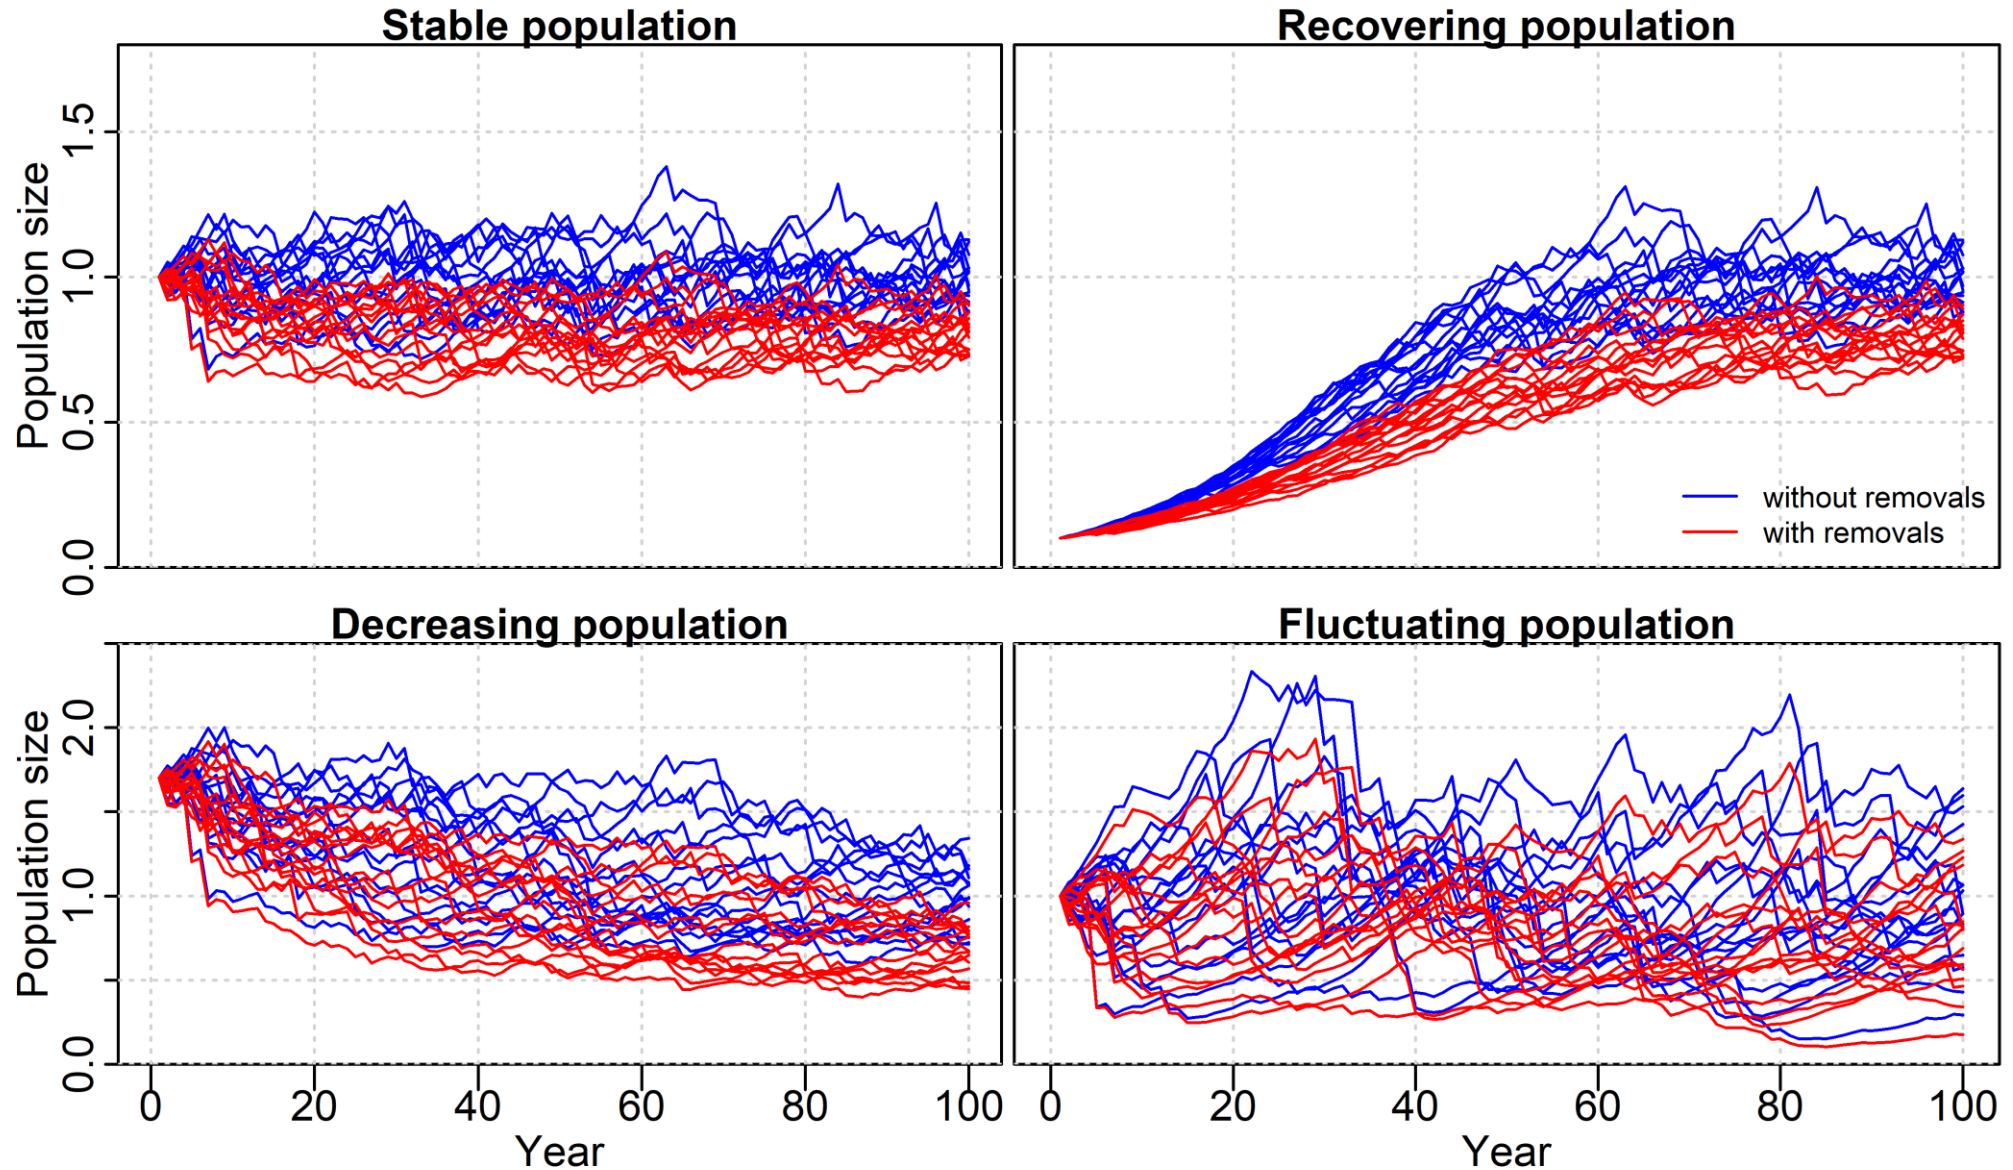 Stable population
Recovering population
Population size
1.5
1.0
0.5
0.0
without removals
with removals
Decreasing population
Fluctuating population
Population size
2.0
1.0
0.0
0 20 40 60 80 100
0 20 40 60 80 100
Year
Year